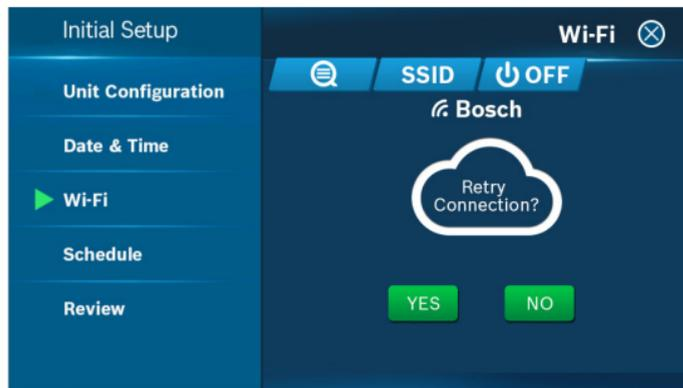 Initial Setup
Wi-Fi
Unit Configuration
Date & Time
Wi-Fi
Schedule
Review
SSID
OFF
Bosch
Retry
Connection?
YES
NO